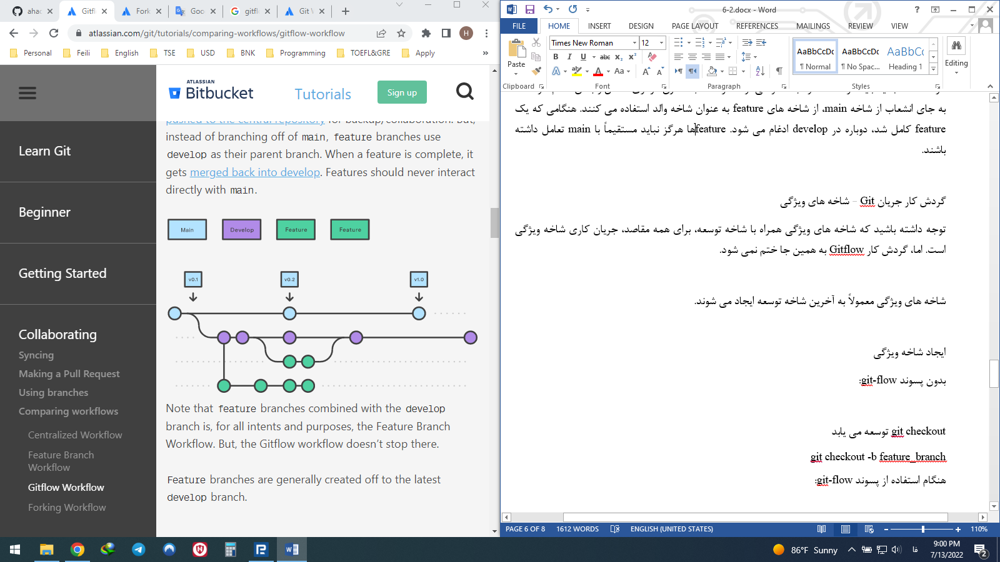 ahac
Gitfl
Fork
Goo
gitfl
Git \
atlassian.com/git/tutorials/comparing-workflows/gitflow-workflow
H
Personal
Feili
English
TSE
USD
BNK
Programming
TOEFL&GRE
Apply
»
ATLASSIAN
Bitbucket
Tutorials
Sign up
Learn Git
Beginner
Getting Started
Collaborating
Syncing
Making a Pull Request
Using branches
Comparing workflows
Centralized Workflow
Feature Branch
Workflow
Gitflow Workflow
Forking Workflow
pushed to the central repository for backup/collaboration. But,
instead of branching off of main, feature branches use
develop as their parent branch. When a feature is complete, it
gets merged back into develop. Features should never interact
directly with main.
Main
Develop
Feature
Feature
v0.1
v0.2
v1.0
Note that feature branches combined with the develop
branch is, for all intents and purposes, the Feature Branch
Workflow. But, the Gitflow workflow doesn't stop there.
Feature branches are generally created off to the latest
develop branch.
6-2.docx - Word
FILE
HOME
INSERT
DESIGN
PAGE LAYOUT
REFERENCES
MAILINGS
REVIEW
VIEW
Paste
Clipboard
Times New Roman
12
B I U abc x₂ x²
A ab A Aa A A
Font
Paragraph
AaBbCcDc
¶ Normal
AaBbCcDc
¶ No Spac...
AaBbCc
Heading 1
Styles
Editing
به جای انشعاب از شاخه main، از شاخه های feature به عنوان شاخه والد استفاده می کنند. هنگامی که یک
feature کامل شد، دوباره در develop ادغام می شود. featureها هرگز نباید مستقیماً با main تعامل داشته
باشند.
گردش کار جریان Git – شاخه های ویژگی
توجه داشته باشید که شاخه های ویژگی همراه با شاخه توسعه، برای همه مقاصد، جریان کاری شاخه ویژگی
است. اما، گردش کار Gitflow به همین جا ختم نمی شود.
شاخه های ویژگی معمولاً به آخرین شاخه توسعه ایجاد می شوند.
ایجاد شاخه ویژگی
بدون پسوند git-flow:
git checkout توسعه می یابد
git checkout -b feature_branch
هنگام استفاده از پسوند git-flow:
PAGE 6 OF 8
1612 WORDS
ENGLISH (UNITED STATES)
110%
86°F Sunny
فا
9:00 PM
7/13/2022
2